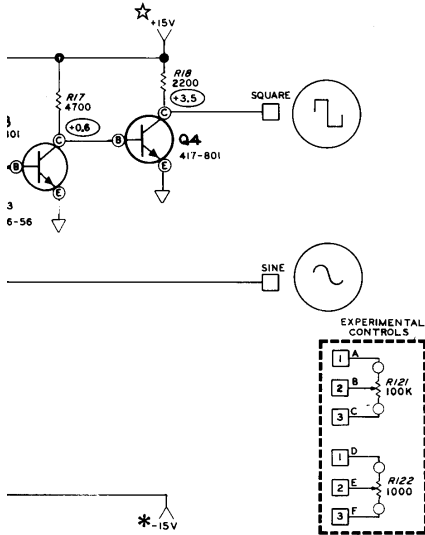 +15V
R18
2200
+3,5
SQUARE
R17
4700
+0,6
C
C
B
Q4
417-801
101
B
E
E
3
6-56
SINE
EXPERIMENTAL
CONTROLS
1 A
2 B
R121
100K
3 C
1 D
2 E
R122
1000
3 F
*-15V